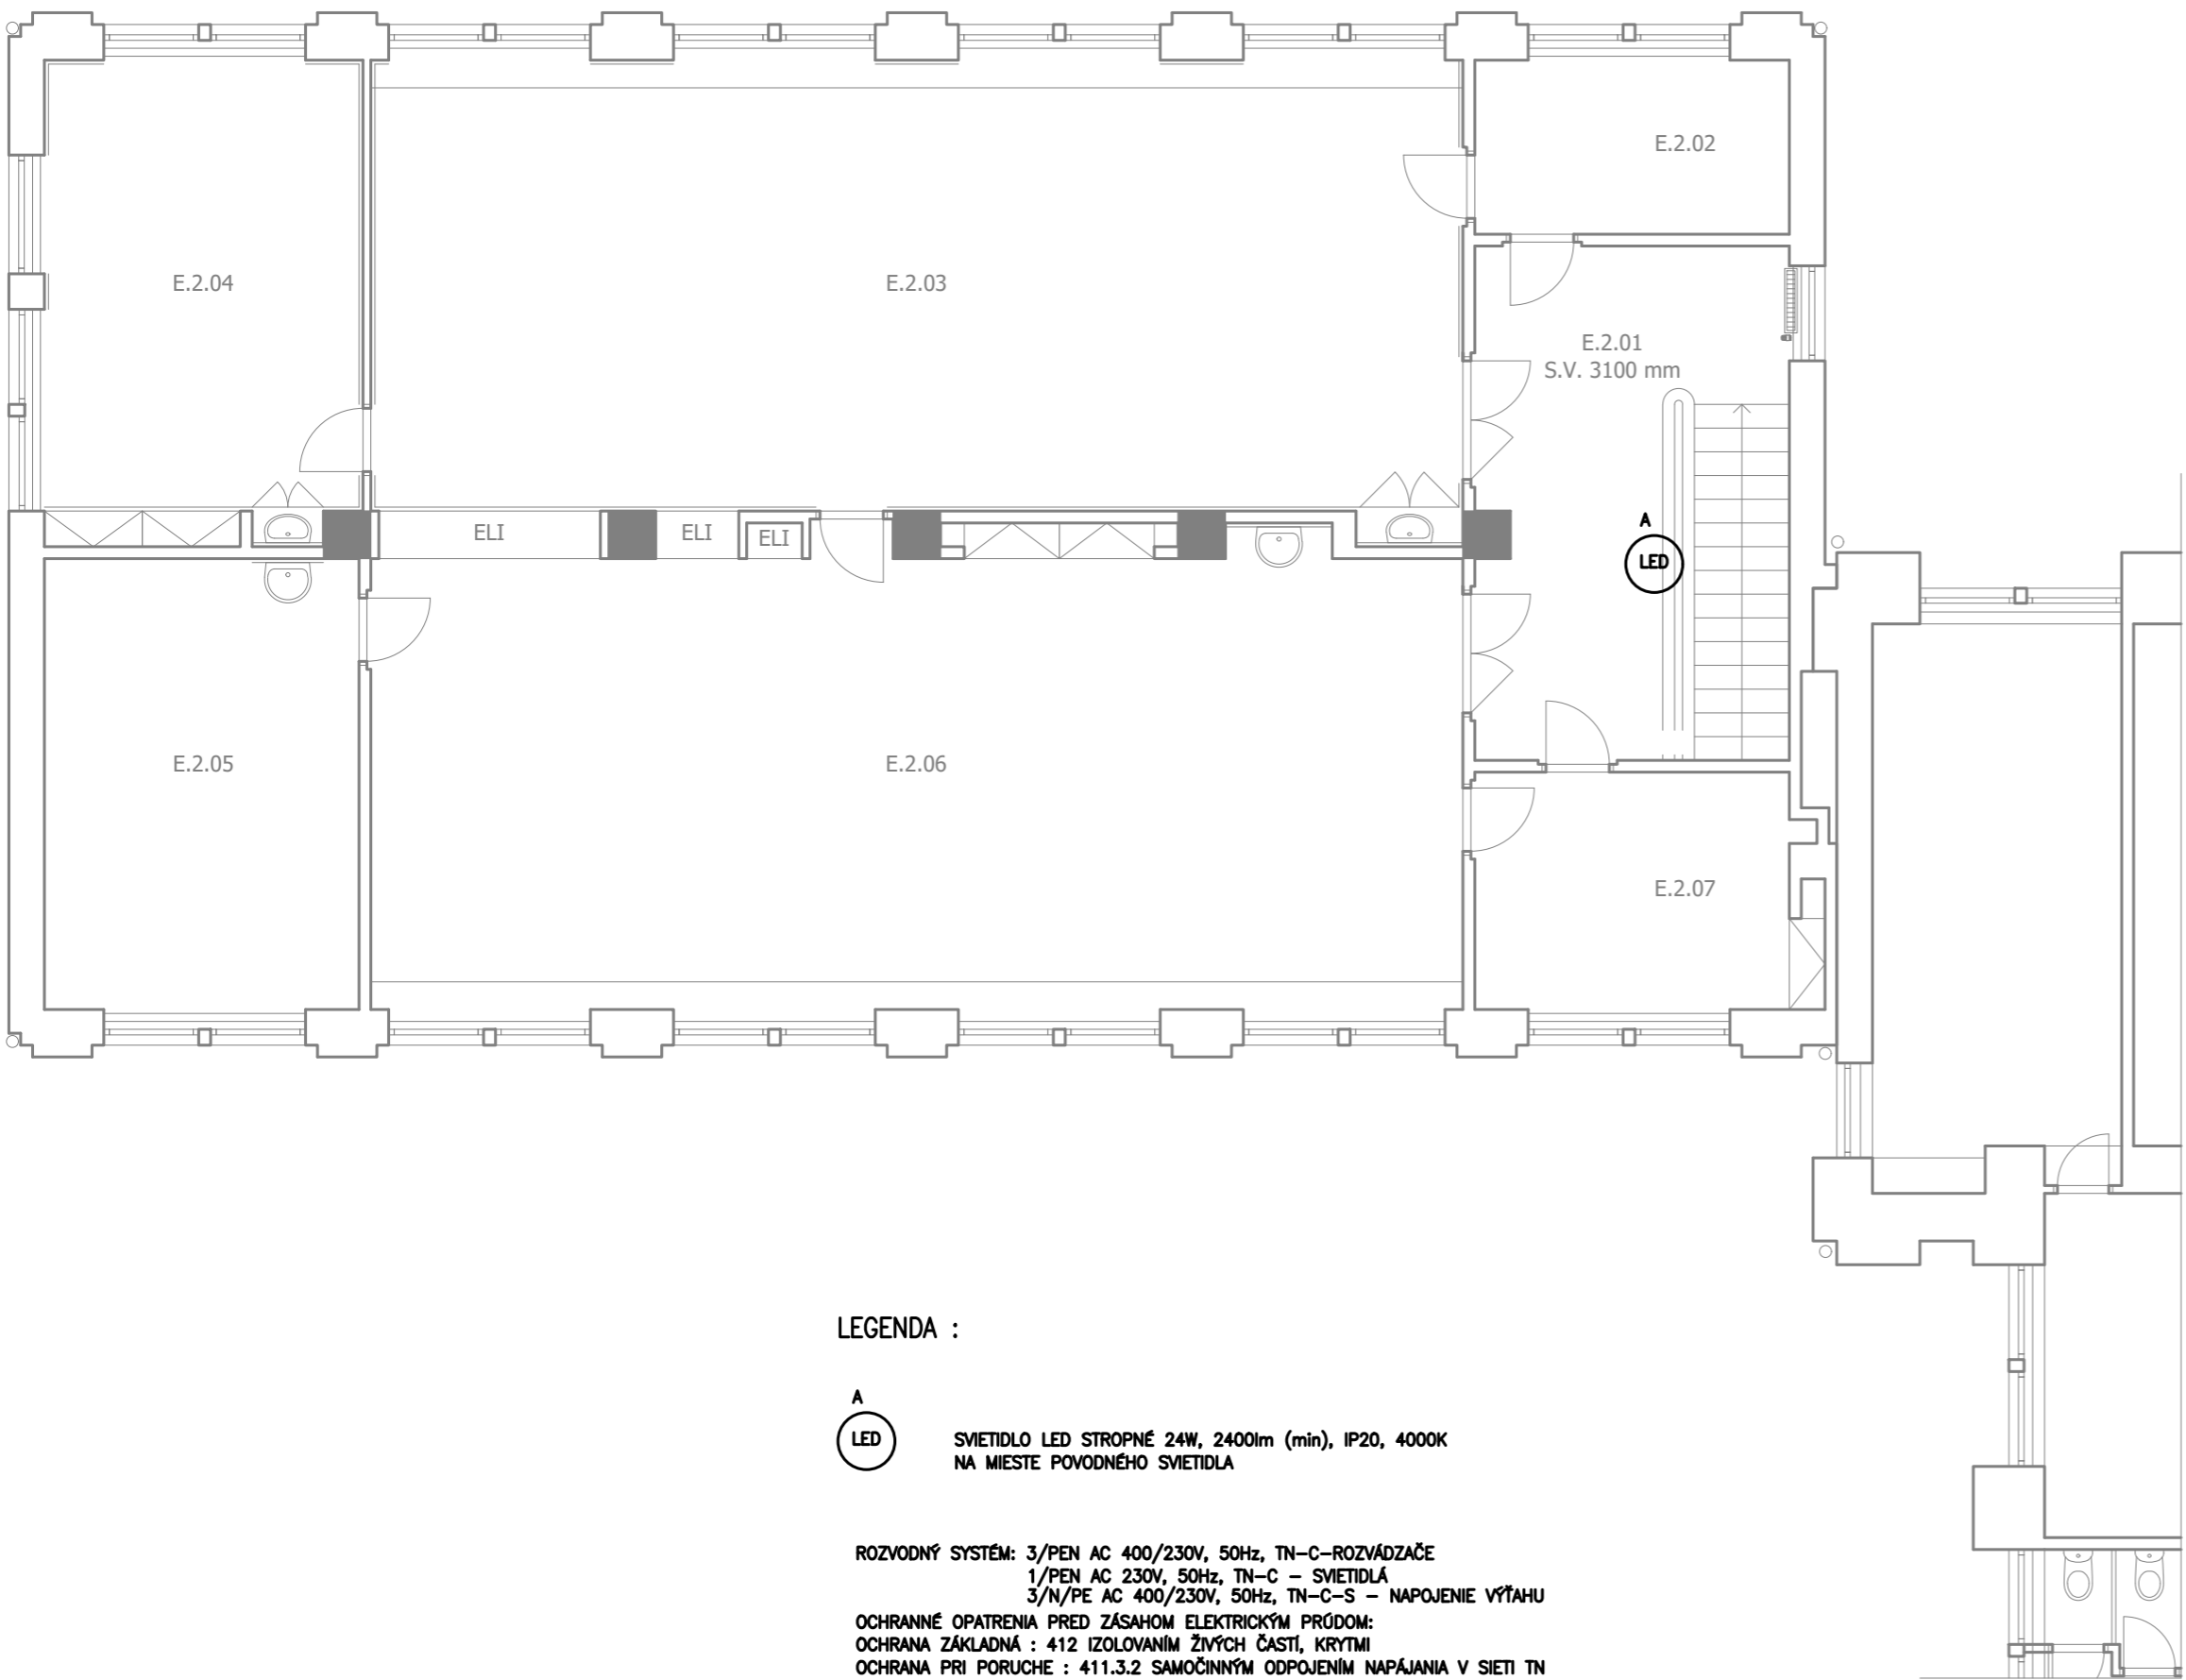 E.2.02
E.2.04
E.2.03
E.2.01
S.V. 3100 mm
ELI
ELI
ELI
A
LED
E.2.05
E.2.06
E.2.07
LEGENDA :
A
LED
SVIETIDLO LED STROPNÉ 24W, 2400lm (min), IP20, 4000K
NA MIESTE POVODNÉHO SVIETIDLA
ROZVODNÝ SYSTÉM: 3/PEN AC 400/230V, 50Hz, TN-C-ROZVÁDZAČE
1/PEN AC 230V, 50Hz, TN-C - SVIETIDLÁ
3/N/PE AC 400/230V, 50Hz, TN-C-S - NAPOJENIE VÝŤAHU
OCHRANNÉ OPATRENIA PRED ZÁSAHOM ELEKTRICKÝM PRÚDOM:
OCHRANA ZÁKLADNÁ : 412 IZOLOVANÍM ŽIVÝCH ČASTÍ, KRYTMI
OCHRANA PRI PORUCHE : 411.3.2 SAMOČINNÝM ODPOJENÍM NAPÁJANIA V SIETI TN